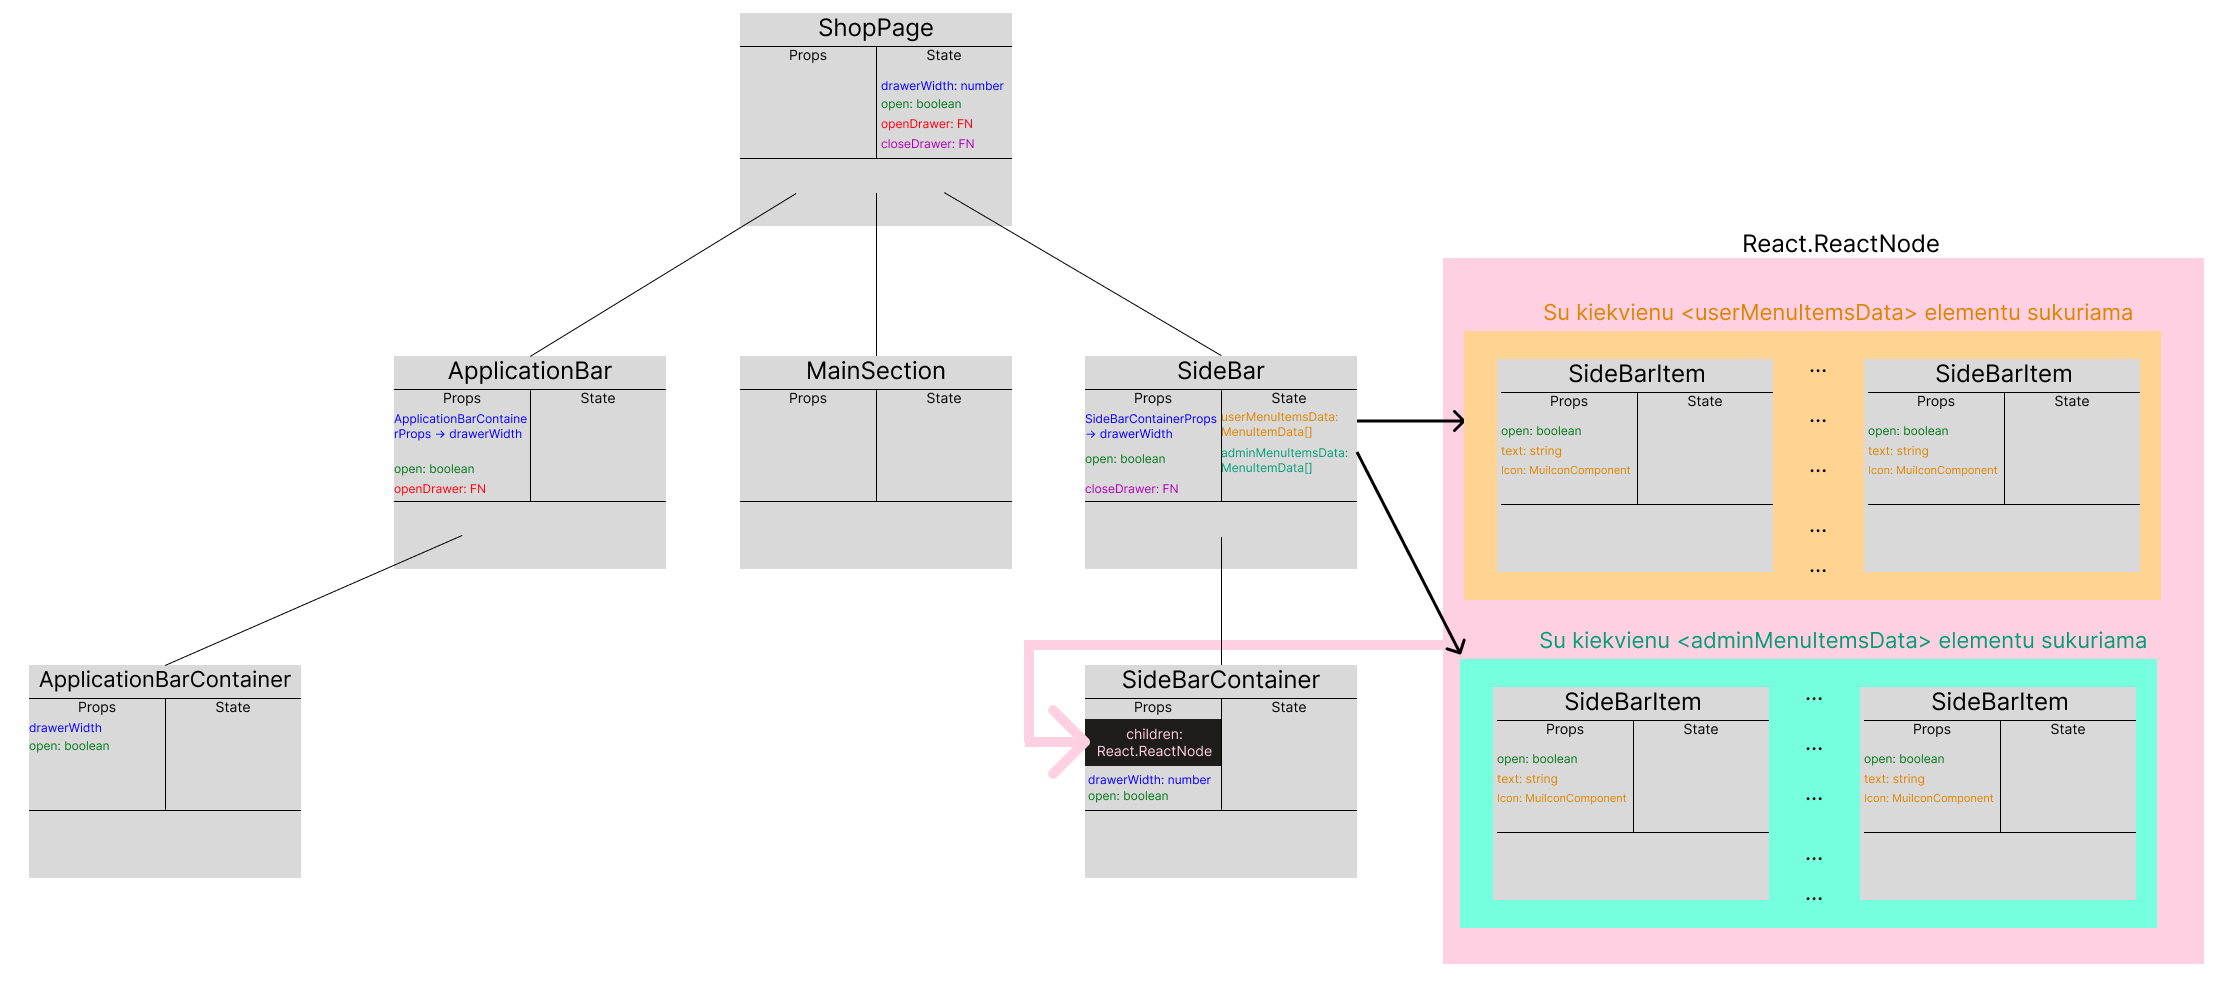 ShopPage
Props
State
drawerWidth: number
open: boolean
openDrawer: FN
closeDrawer: FN
React.ReactNode
ApplicationBar
Props
State
ApplicationBarContaine
rProps → drawerWidth
open: boolean
openDrawer: FN
MainSection
Props
State
SideBar
Props
State
SideBarContainerProps
→ drawerWidth
open: boolean
closeDrawer: FN
userMenuItemsData:
MenuItemData[]
adminMenuItemsData:
MenuItemData[]
Su kiekvienu <userMenuItemsData> elementu sukuriama
SideBarItem
Props
State
open: boolean
text: string
Icon: MuiIconComponent
...
...
...
...
...
SideBarItem
Props
State
open: boolean
text: string
Icon: MuiIconComponent
ApplicationBarContainer
Props
State
drawerWidth
open: boolean
SideBarContainer
Props
State
children:
React.ReactNode
drawerWidth: number
open: boolean
Su kiekvienu <adminMenuItemsData> elementu sukuriama
SideBarItem
Props
State
open: boolean
text: string
Icon: MuiIconComponent
...
...
...
...
...
SideBarItem
Props
State
open: boolean
text: string
Icon: MuiIconComponent